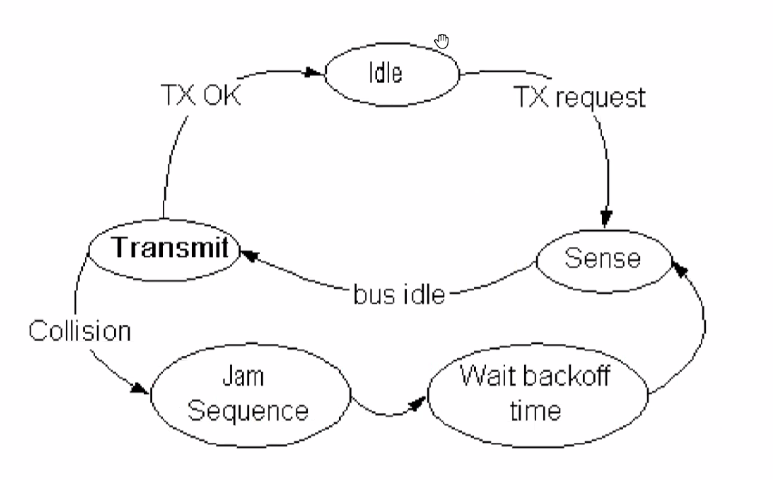 Idle
TX OK
TX request
Transmit
Sense
bus idle
Collision
Jam
Sequence
Wait backoff
time